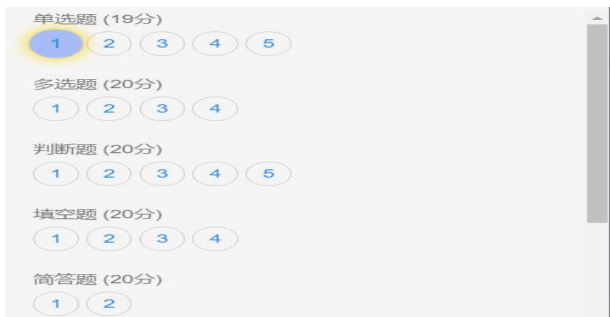 单选题 (19分)
1 2 3 4 5
多选题 (20分)
1 2 3 4
判断题 (20分)
1 2 3 4 5
填空题 (20分)
1 2 3 4
简答题 (20分)
1 2